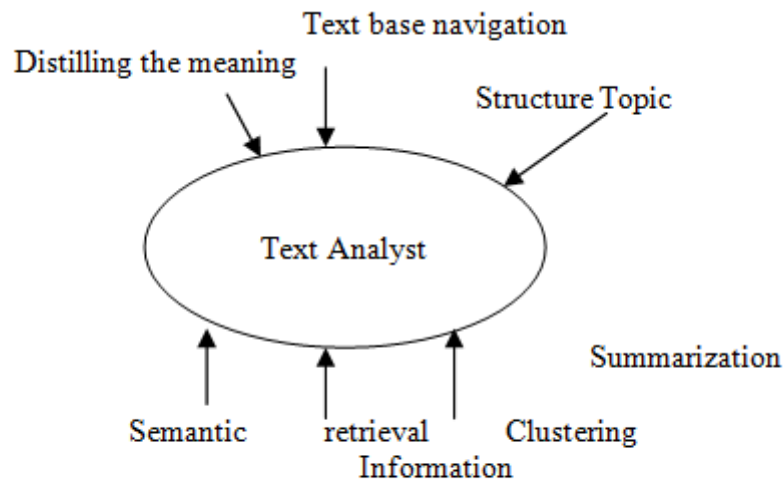 Text base navigation
Distilling the meaning
Structure Topic
Text Analyst
Summarization
Semantic retrieval Clustering
Information